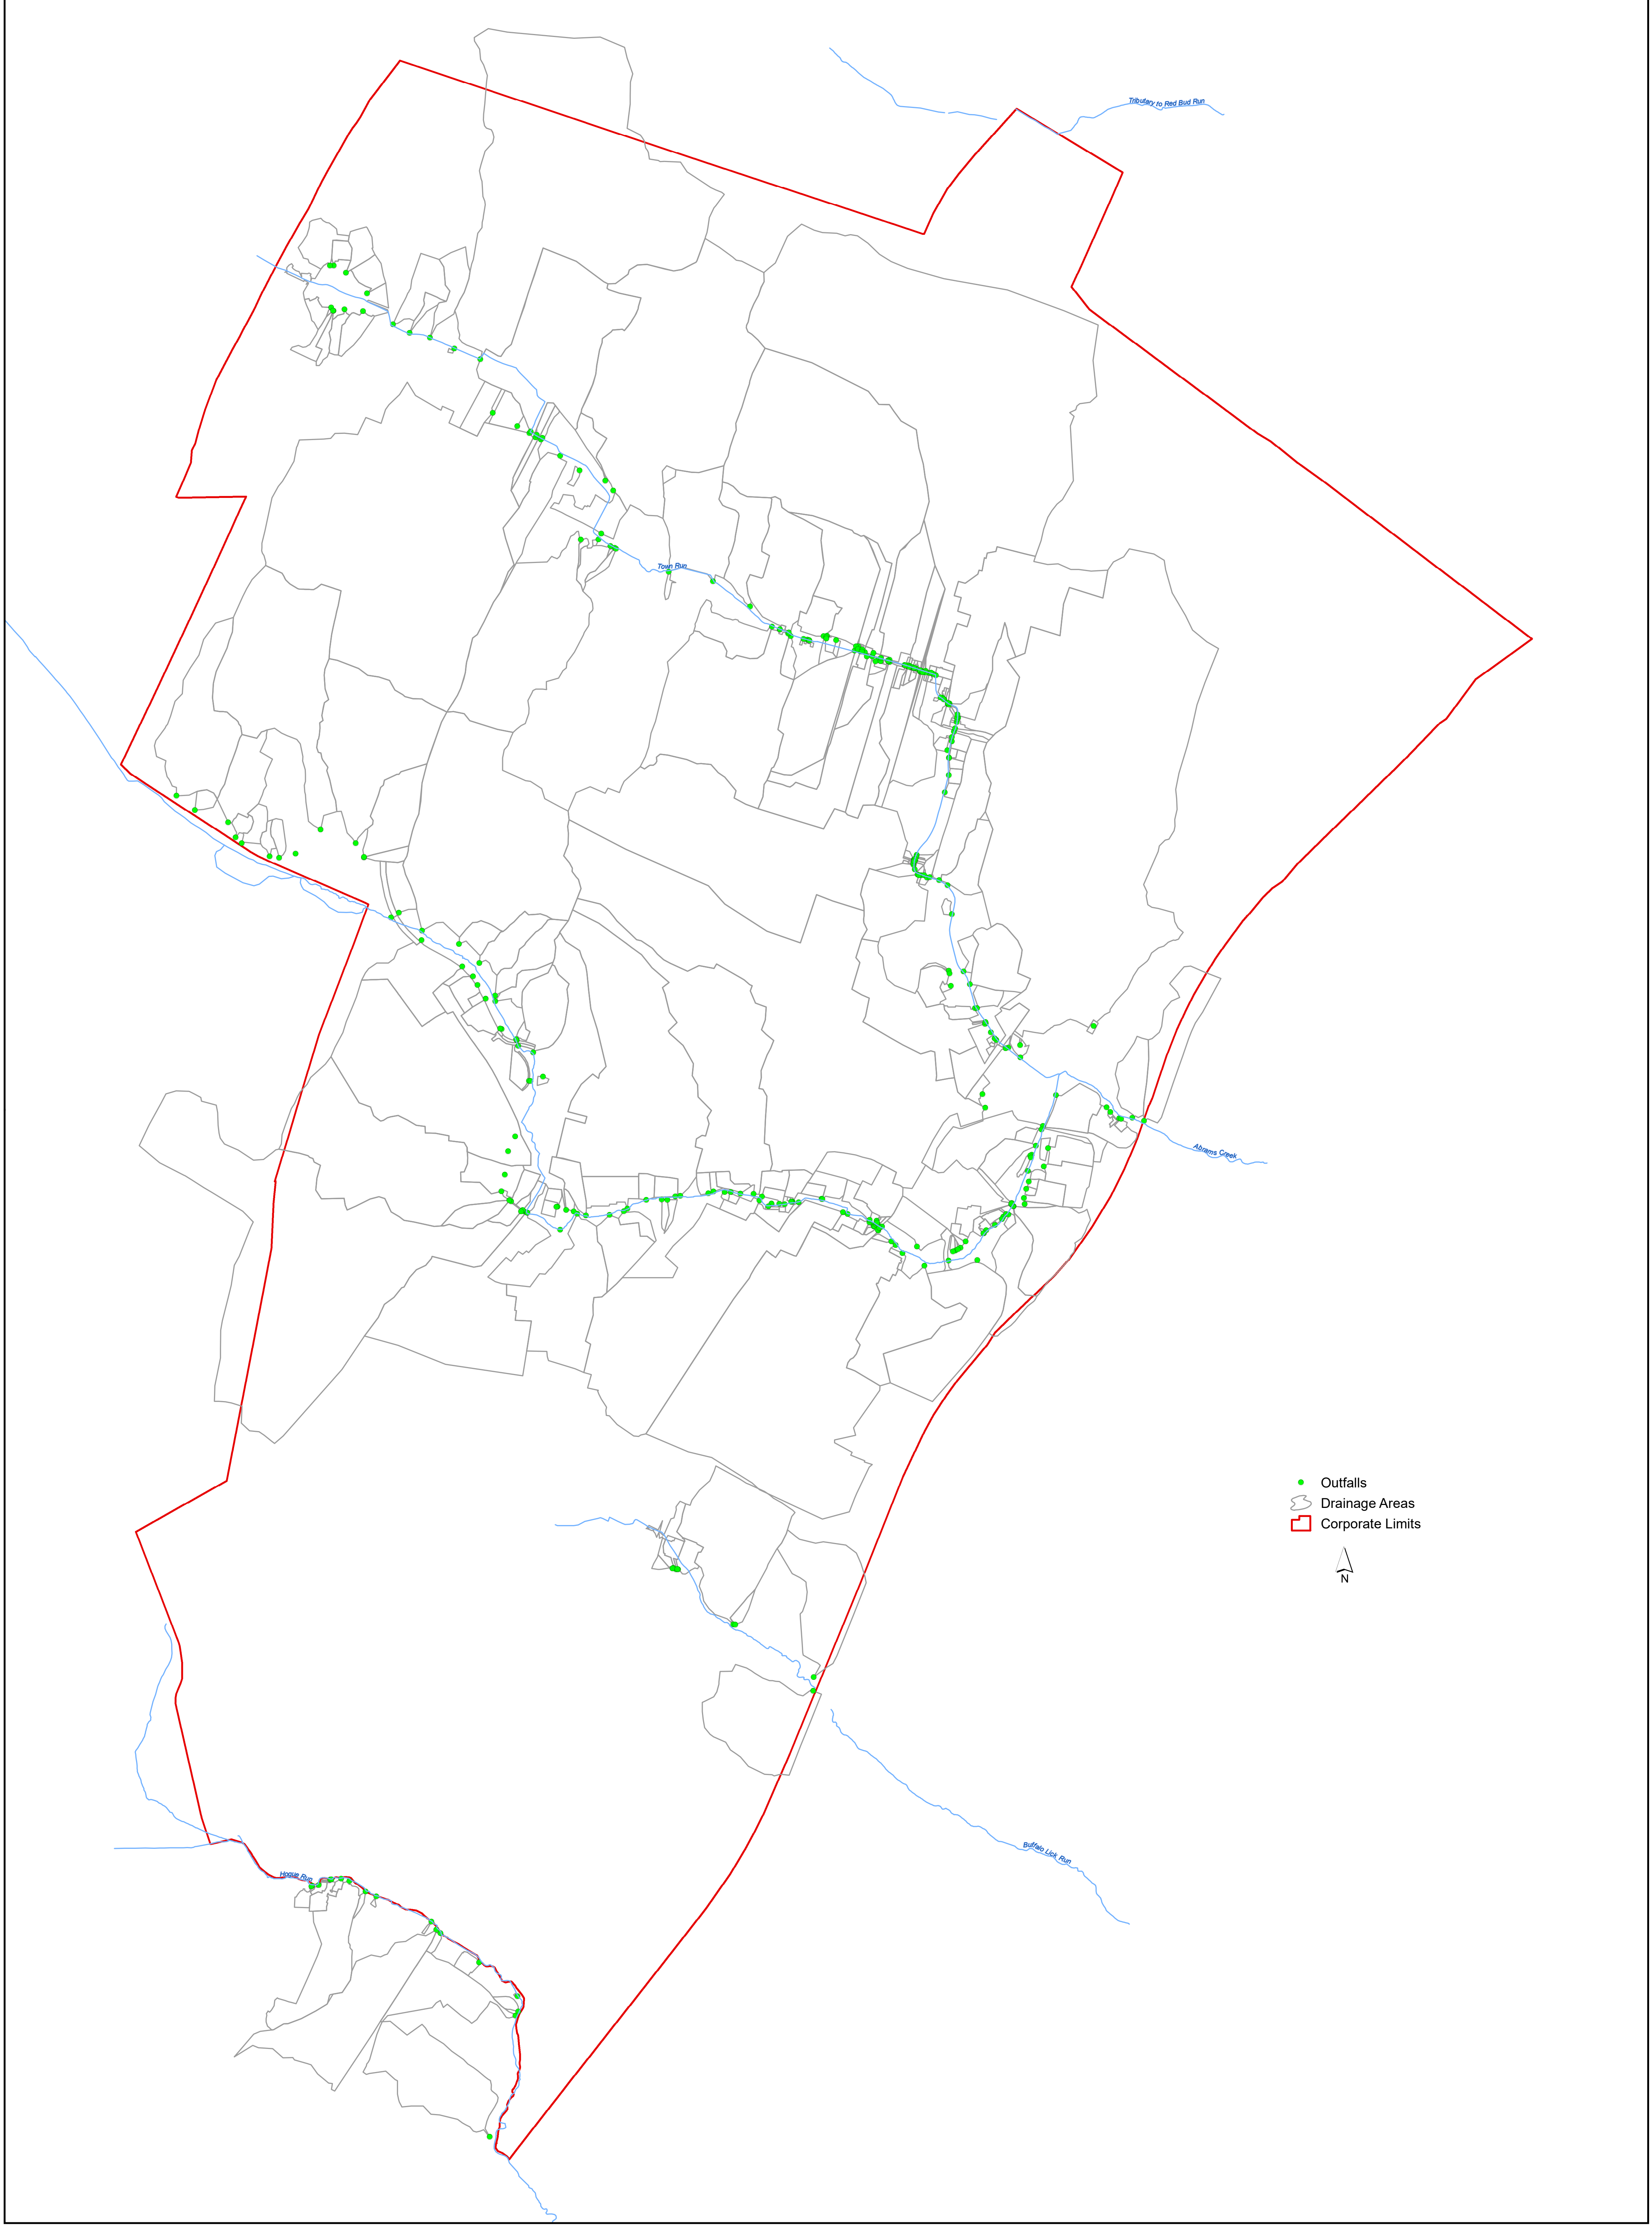 Tributary to Red Bud Run
Town Run
Abrams Creek
Outfalls
Drainage Areas
Corporate Limits
N
Buffalo Lick Run
Hogue Run